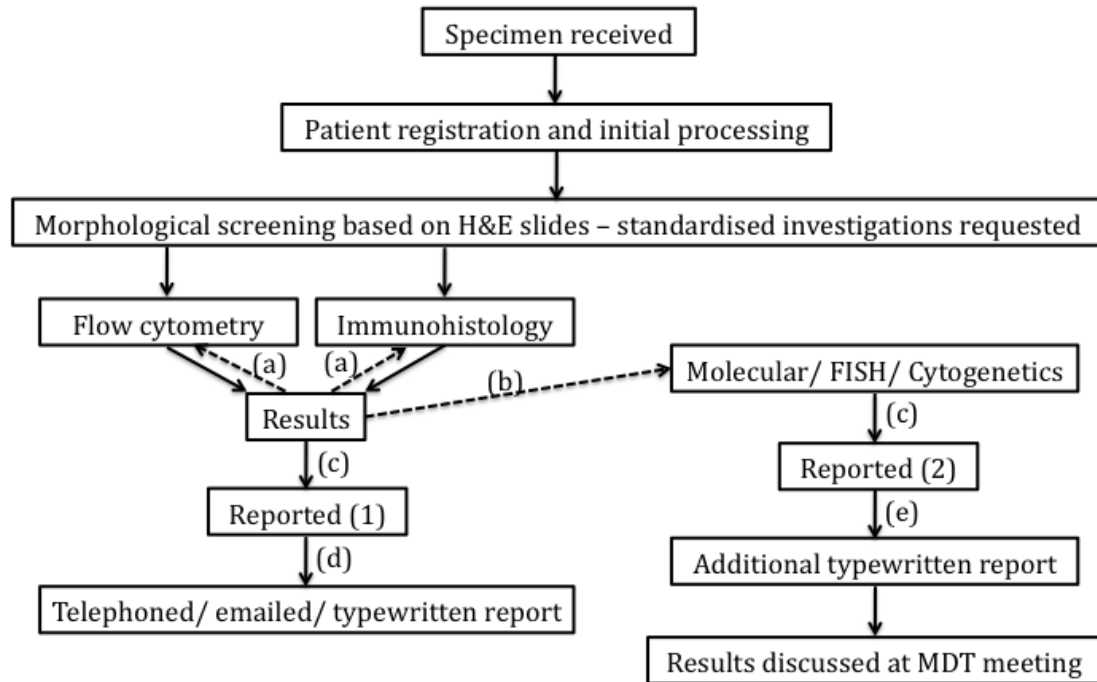 Specimen received
Patient registration and initial processing
Morphological screening based on H&E slides – standardised investigations requested
Flow cytometry
Immunohistology
(a)
(a)
(b)
Molecular/ FISH/ Cytogenetics
Results
(c)
(c)
Reported (1)
Reported (2)
(d)
(e)
Telephoned/ emailed/ typewritten report
Additional typewritten report
Results discussed at MDT meeting